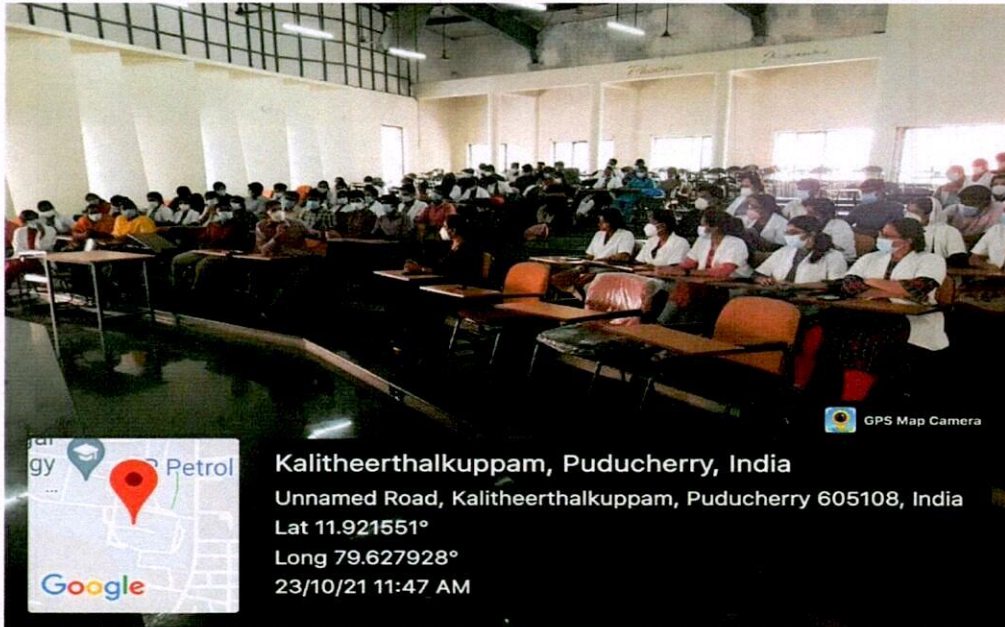 GPS Map Camera
gy
Petrol
Google
Kalitheerthalkuppam, Puducherry, India
Unnamed Road, Kalitheerthalkuppam, Puducherry 605108, India
Lat 11.921551°
Long 79.627928°
23/10/21 11:47 AM